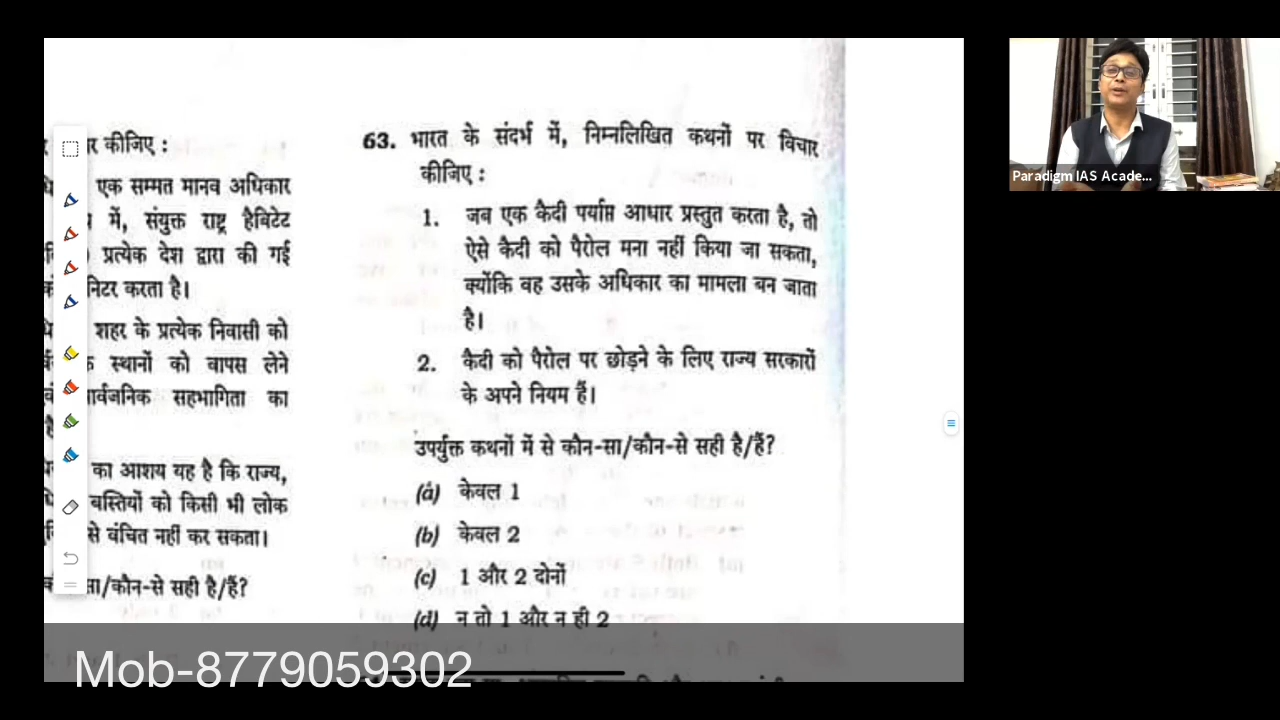 र कीजिए :
एक सम्मत मानव अधिकार
में, संयुक्त राष्ट्र हैबिटेट
प्रत्येक देश द्वारा की गई
निटर करता है।
शहर के प्रत्येक निवासी को
स्थानों को वापस लेने
ार्वजनिक सहभागिता का
का आशय यह है कि राज्य,
बस्तियों को किसी भी लोक
से वंचित नहीं कर सकता।
सा/कौन-से सही है/हैं?
63. भारत के संदर्भ में, निम्नलिखित कथनों पर विचार
कीजिए :
1. जब एक कैदी पर्याप्त आधार प्रस्तुत करता है, तो
ऐसे कैदी को पैरोल मना नहीं किया जा सकता,
क्योंकि वह उसके अधिकार का मामला बन जाता
है।
2. कैदी को पैरोल पर छोड़ने के लिए राज्य सरकारों
के अपने नियम हैं।
उपर्युक्त कथनों में से कौन-सा/कौन-से सही है/हैं?
(a) केवल 1
(b) केवल 2
(c) 1 और 2 दोनों
(d) न तो 1 और न ही 2
Mob-8779059302
Paradigm IAS Acade...